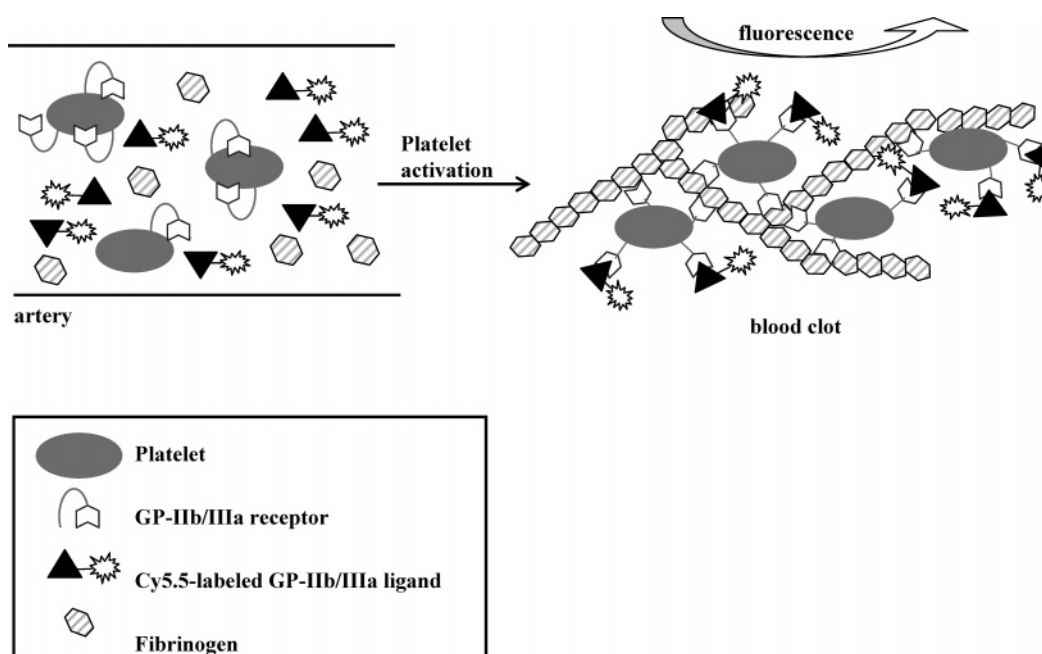 fluorescence
Platelet
activation
artery
blood clot
Platelet
GP-IIb/IIIa receptor
Cy5.5-labeled GP-IIb/IIIa ligand
Fibrinogen